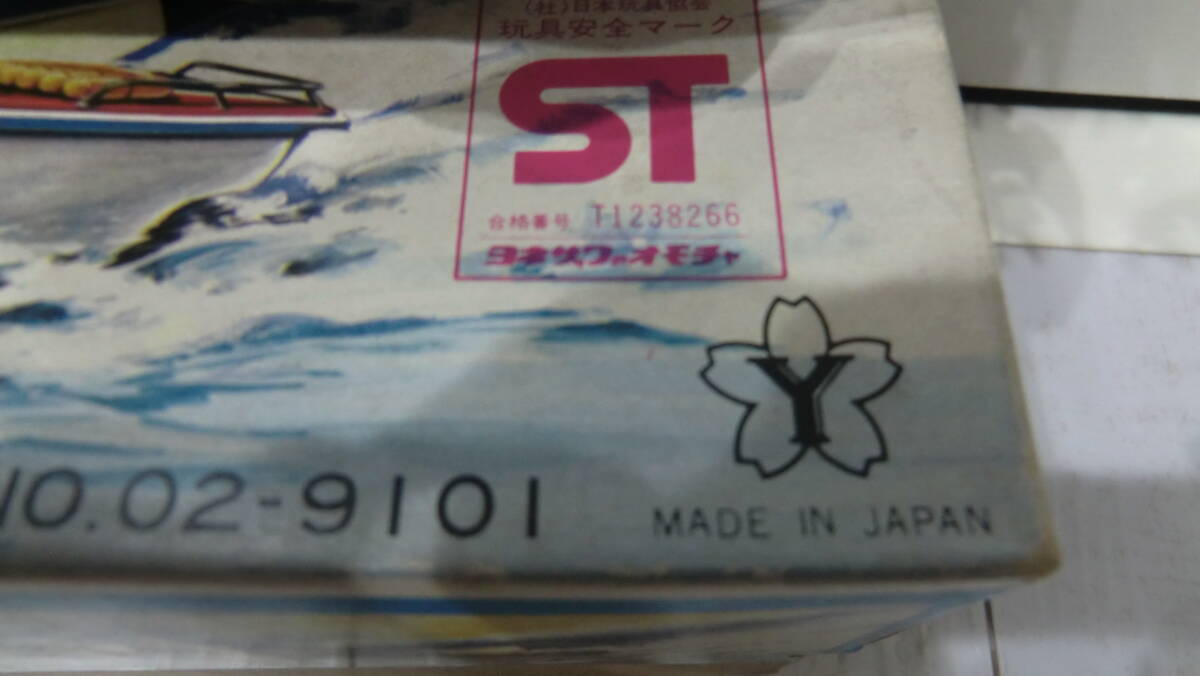 (社)日本玩具協会
玩具安全マーク
ST
合格番号 T1238266
ヨネザワのオモチャ
Y
NO.02-9101
MADE IN JAPAN